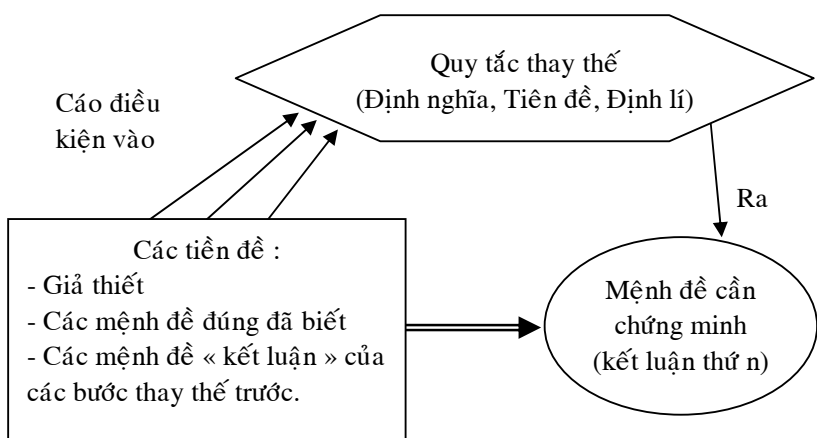 Quy tắc thay thế
(Định nghĩa, Tiên đề, Định lí)
Cáo điều
kiện vào
Ra
Các tiền đề :
- Giả thiết
- Các mệnh đề đúng đã biết
- Các mệnh đề « kết luận » của
các bước thay thế trước.
Mệnh đề cần
chứng minh
(kết luận thứ n)